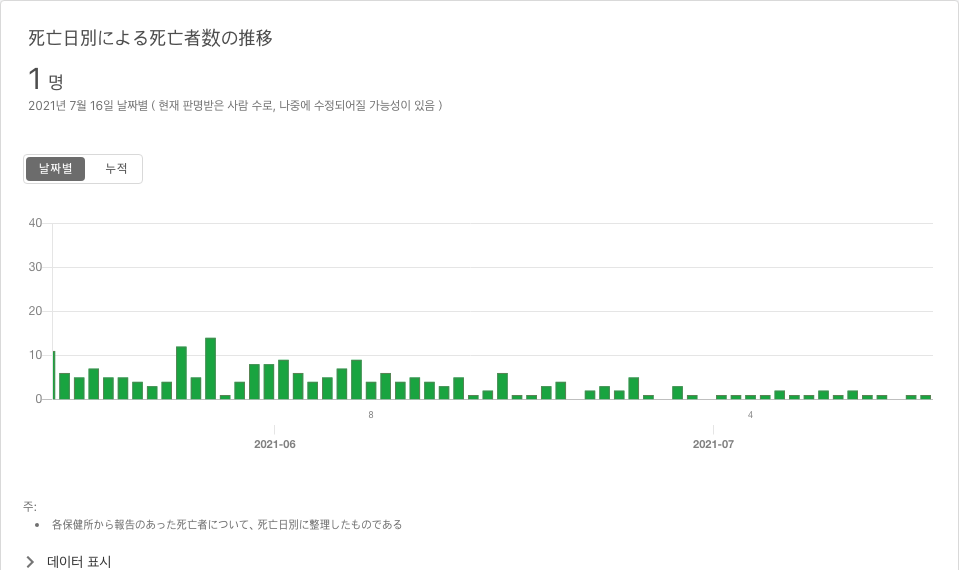 死亡日別による死亡者数の推移
1 명
2021년 7월 16일 날짜별 ( 현재 판명받은 사람 수로, 나중에 수정되어질 가능성이 있음 )
날짜별 누적
40
30
20
10
0
8 4
2021-06 2021-07
주:
• 各保健所から報告のあった死亡者について、死亡日別に整理したものである
데이터 표시